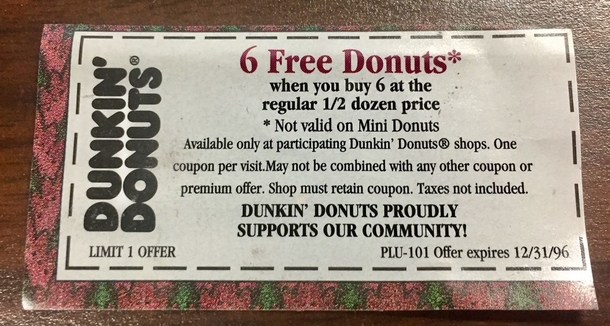 DUNKIN'
DONUTS®
6 Free Donuts*
when you buy 6 at the
regular 1/2 dozen price
* Not valid on Mini Donuts
Available only at participating Dunkin' Donuts® shops. One
coupon per visit.May not be combined with any other coupon or
premium offer. Shop must retain coupon. Taxes not included.
DUNKIN' DONUTS PROUDLY
SUPPORTS OUR COMMUNITY!
LIMIT 1 OFFER
PLU-101 Offer expires 12/31/96